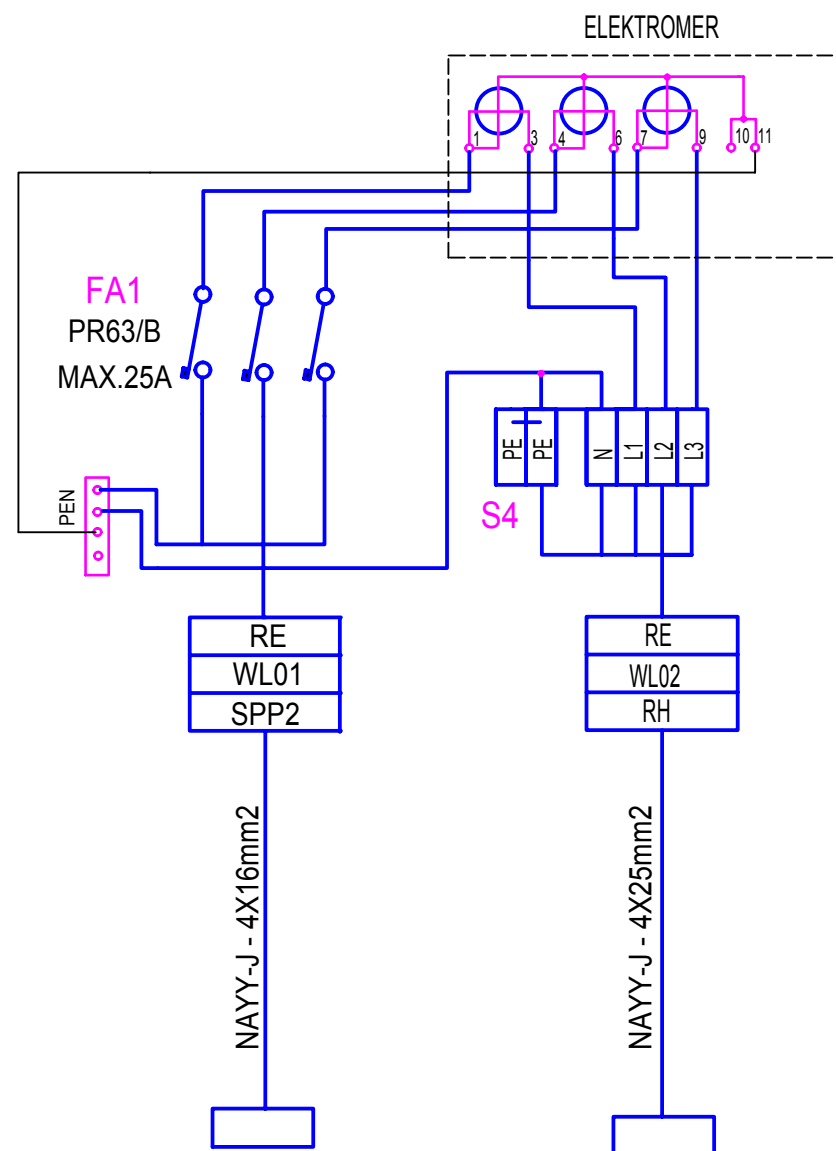 ELEKTROMER
1 3 4 6 7 9 10 11
FA1
PR63/B
MAX.25A
PEN
PE PE N L1 L2 L3
S4
RE
WL01
SPP2
RE
WL02
RH
NAYY-J - 4X16mm2
NAYY-J - 4X25mm2